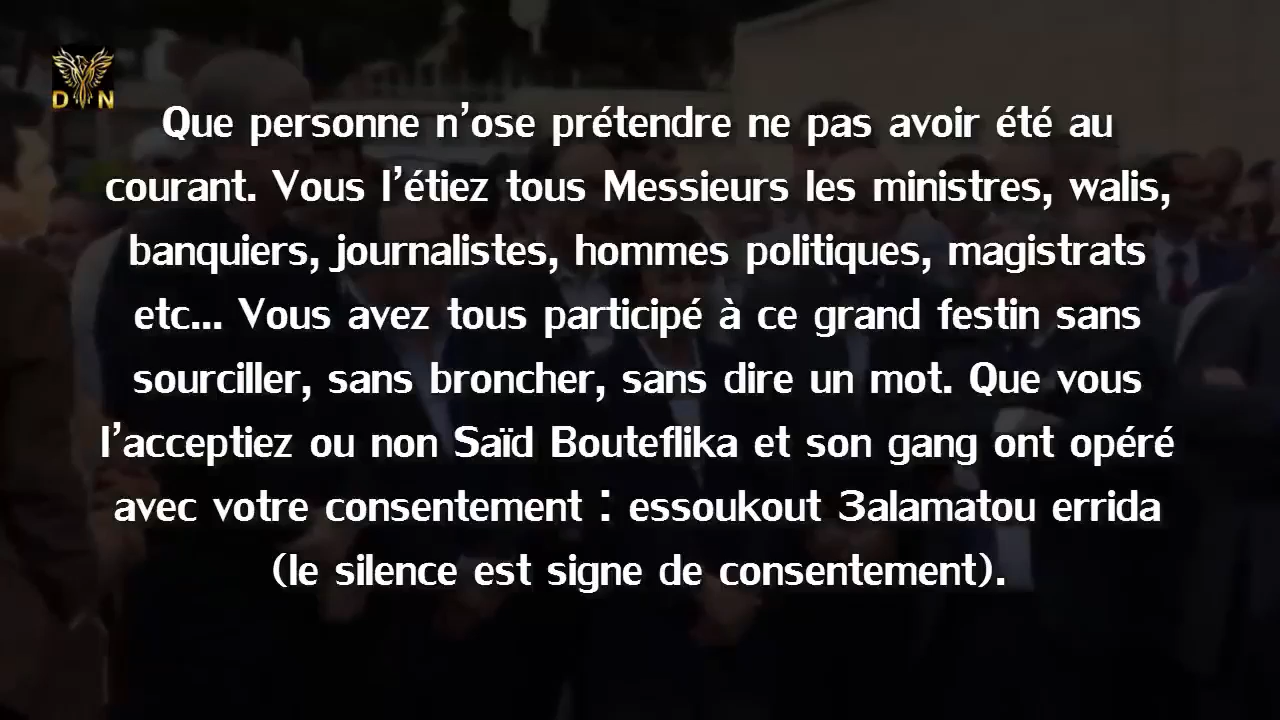 D N
Que personne n’ose prétendre ne pas avoir été au
courant. Vous l’étiez tous Messieurs les ministres, walis,
banquiers, journalistes, hommes politiques, magistrats
etc... Vous avez tous participé à ce grand festin sans
sourciller, sans broncher, sans dire un mot. Que vous
l’acceptiez ou non Saïd Bouteflika et son gang ont opéré
avec votre consentement : essoukout 3alamatou errida
(le silence est signe de consentement).